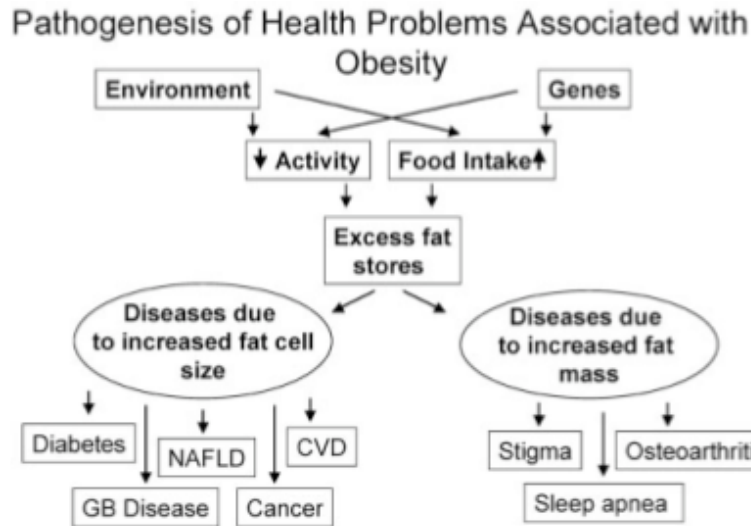 Pathogenesis of Health Problems Associated with
Obesity
Environment
Genes
Activity
Food Intake
Excess fat
stores
Diseases due
to increased fat cell
size
Diseases due
to increased fat
mass
Diabetes
NAFLD
CVD
GB Disease
Cancer
Stigma
Osteoarthriti
Sleep apnea